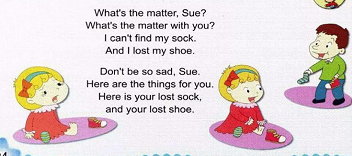 What's the matter, Sue?
What's the matter with you?
I can't find my sock.
And I lost my shoe.
Don't be so sad, Sue.
Here are the things for you.
Here is your lost sock,
and your lost shoe.